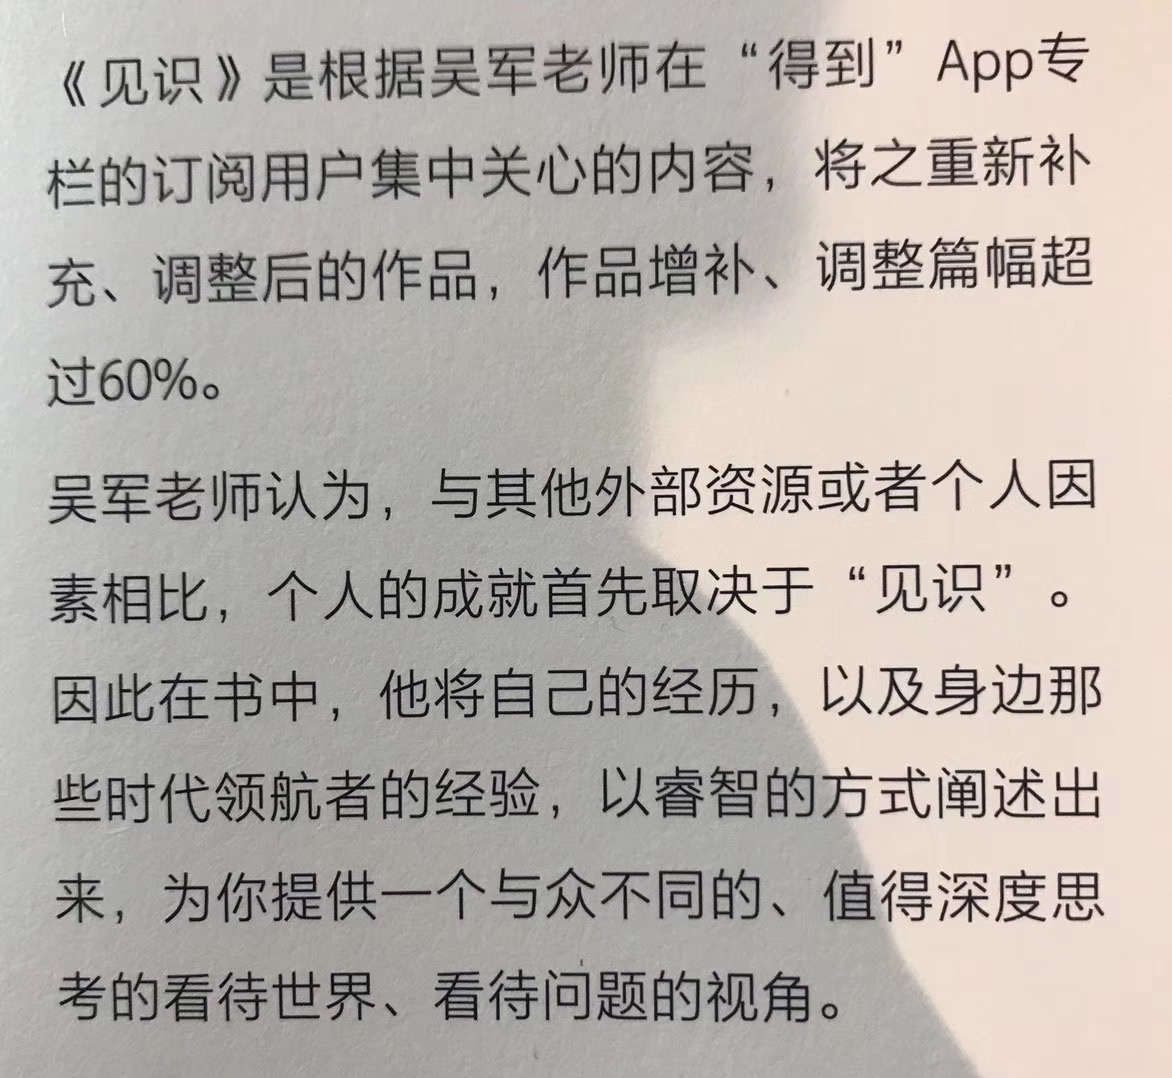 《见识》是根据吴军老师在“得到”App专
栏的订阅用户集中关心的内容，将之重新补
充、调整后的作品，作品增补、调整篇幅超
过60%。
吴军老师认为，与其他外部资源或者个人因
素相比，个人的成就首先取决于“见识”。
因此在书中，他将自己的经历，以及身边那
些时代领航者的经验，以睿智的方式阐述出
来，为你提供一个与众不同的、值得深度思
考的看待世界、看待问题的视角。